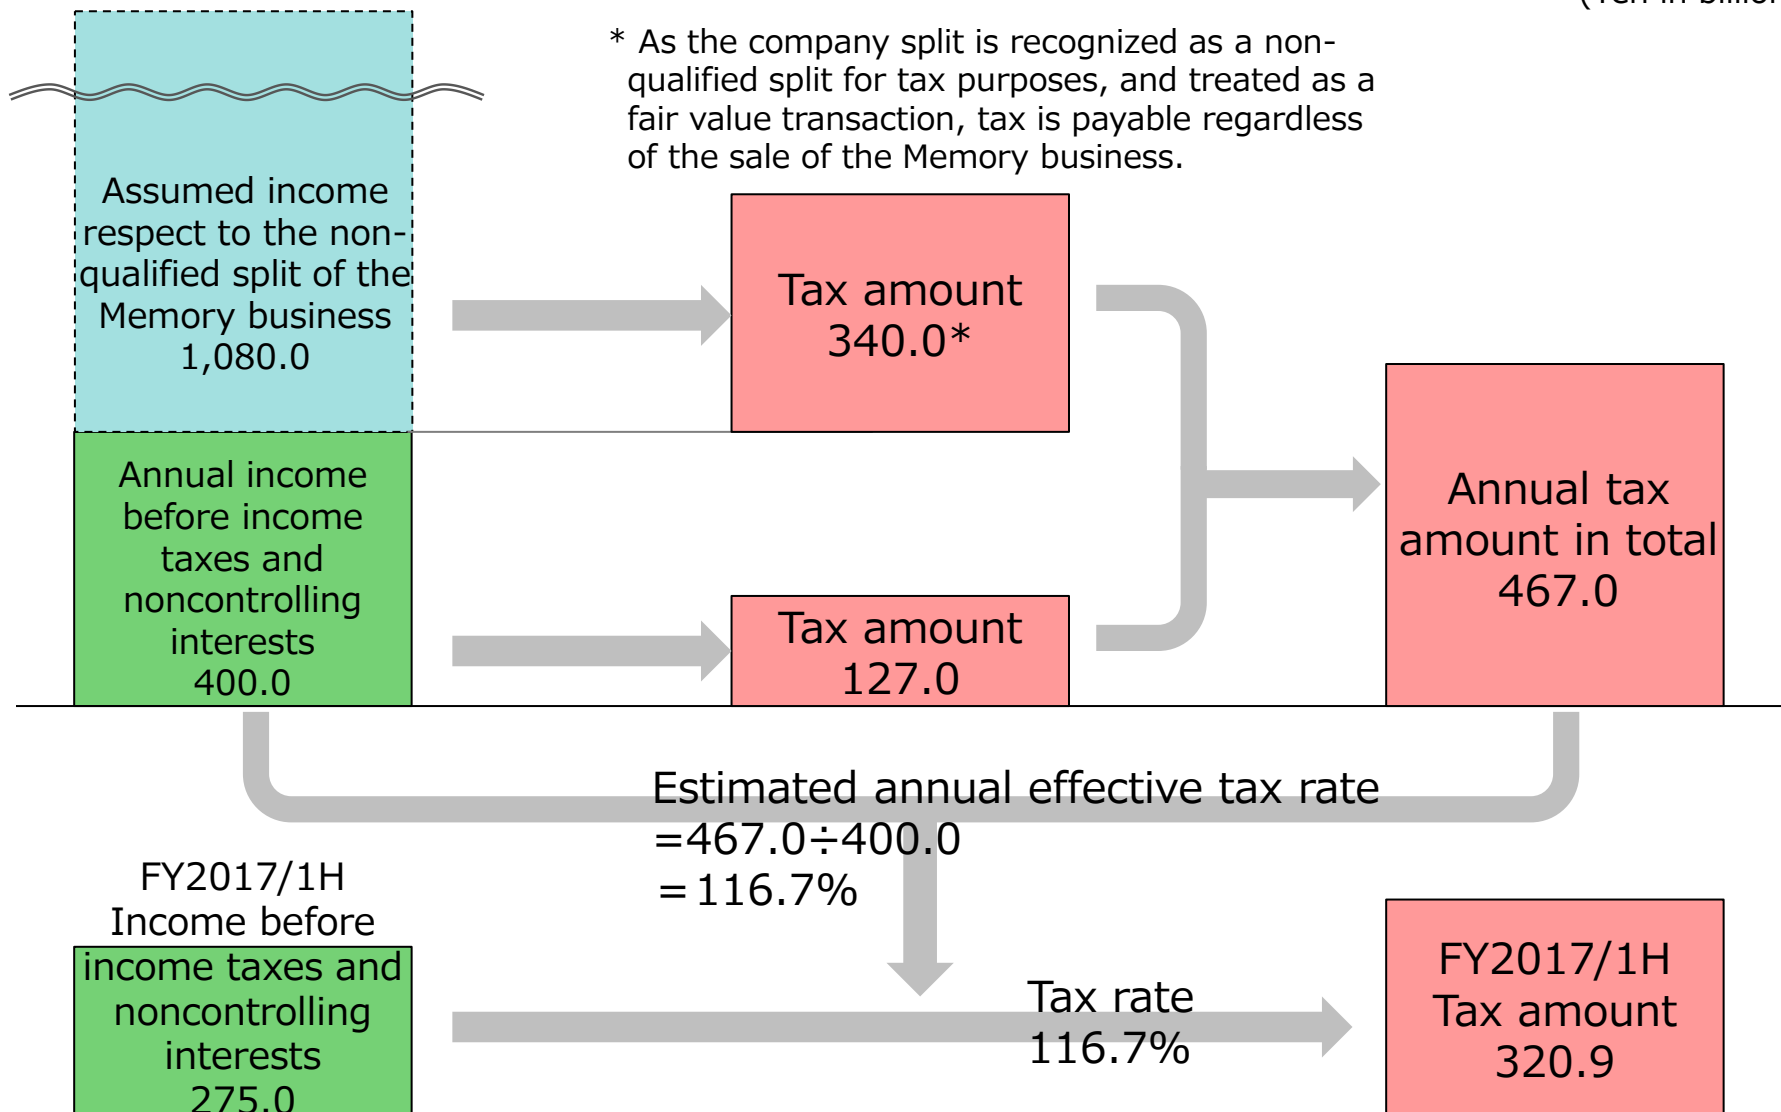 (Yen in billion
* As the company split is recognized as a non-
qualified split for tax purposes, and treated as a
fair value transaction, tax is payable regardless
of the sale of the Memory business.
Assumed income
respect to the non-
qualified split of the
Memory business
1,080.0
Tax amount
340.0*
Annual income
before income
taxes and
noncontrolling
interests
400.0
Tax amount
127.0
Annual tax
amount in total
467.0
Estimated annual effective tax rate
=467.0÷400.0
=116.7%
FY2017/1H
Income before
income taxes and
noncontrolling
interests
275.0
Tax rate
116.7%
FY2017/1H
Tax amount
320.9